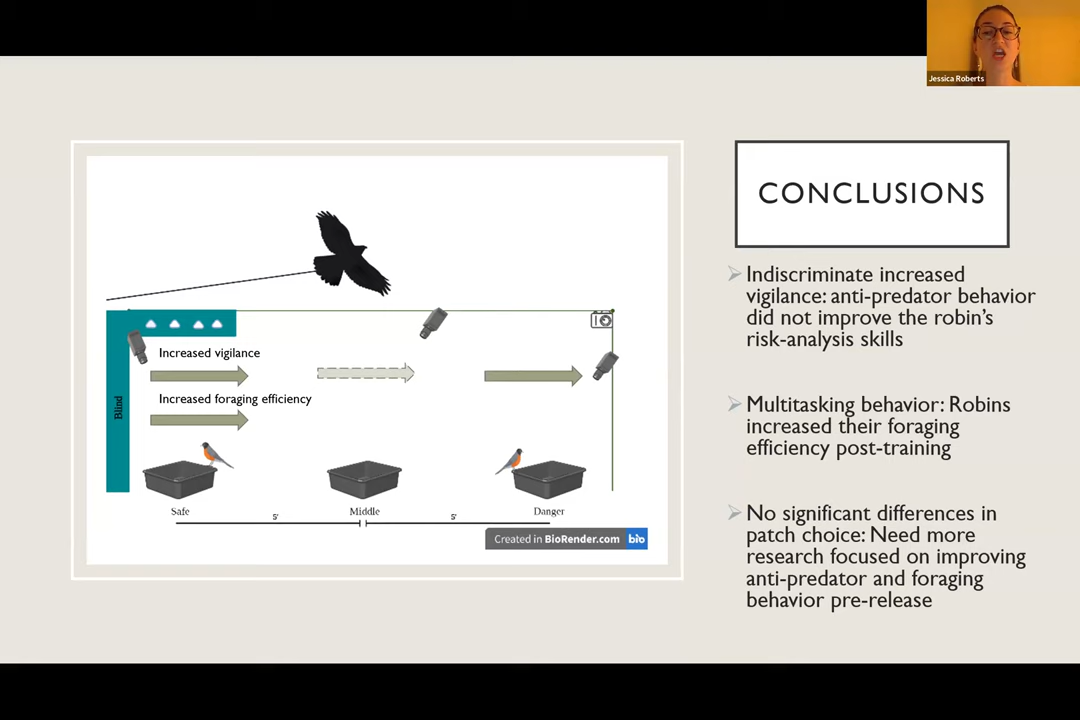 Jessica Roberts
CONCLUSIONS
Increased vigilance
Increased foraging efficiency
Blind
Safe
Middle
Danger
5'
5'
Created in BioRender.com bio
Indiscriminate increased
vigilance: anti-predator behavior
did not improve the robin's
risk-analysis skills
Multitasking behavior: Robins
increased their foraging
efficiency post-training
No significant differences in
patch choice: Need more
research focused on improving
anti-predator and foraging
behavior pre-release